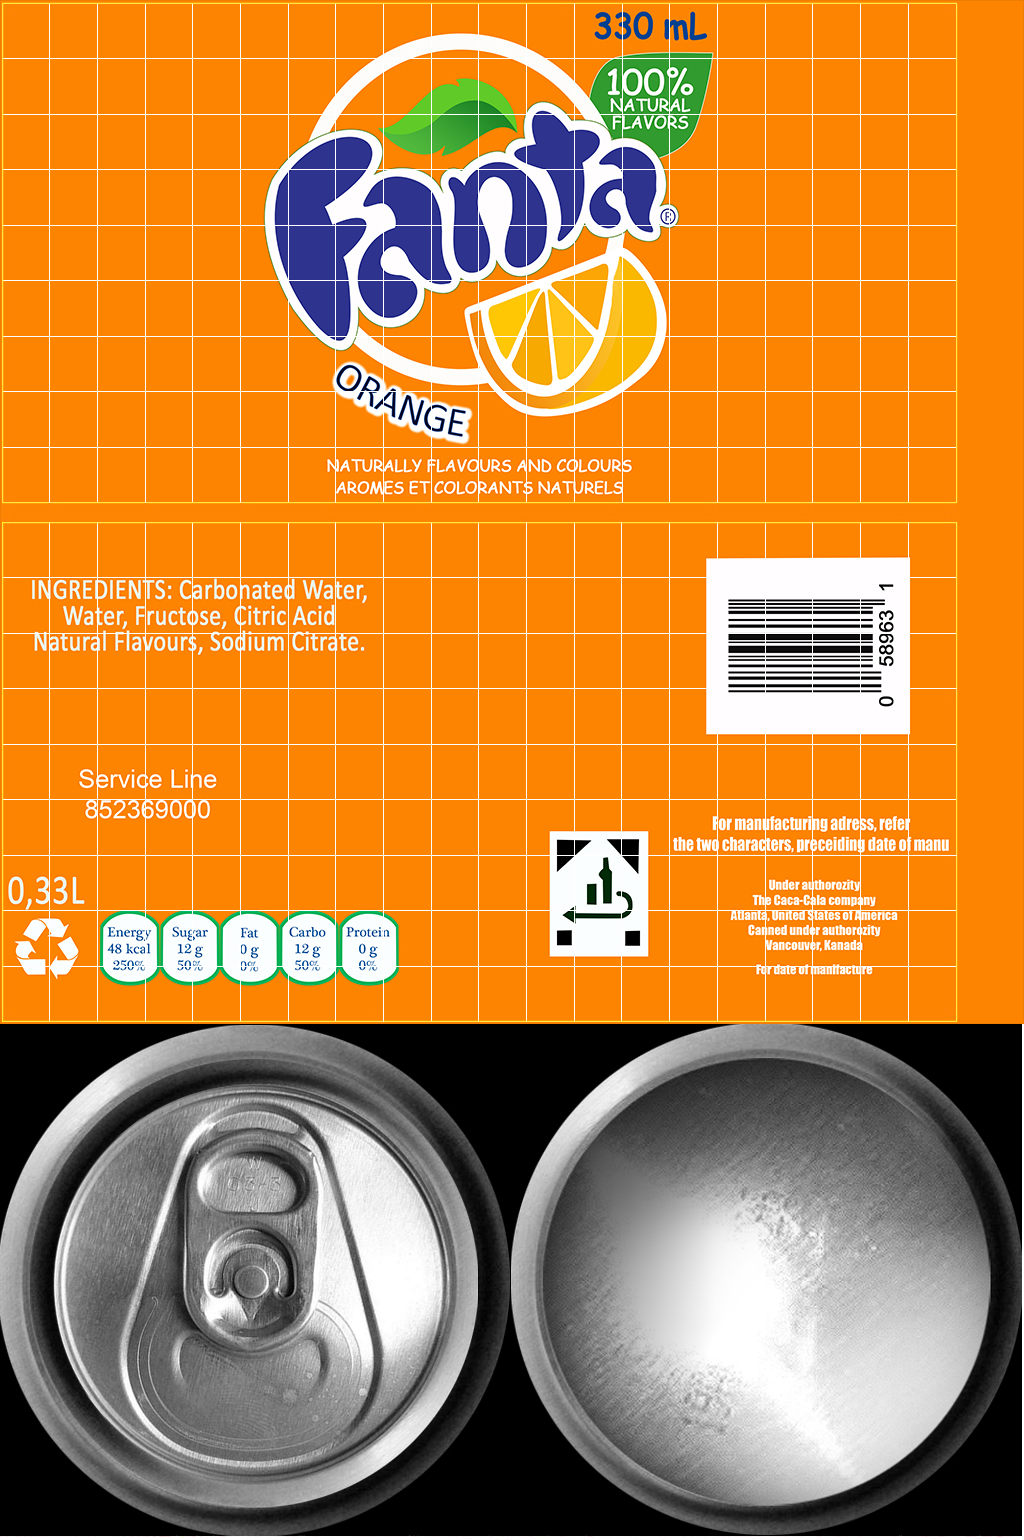 330 mL
100%
NATURAL
FLAVORS
Fanta
®
ORANGE
NATURALLY FLAVOURS AND COLOURS
AROMES ET COLORANTS NATURELS
INGREDIENTS: Carbonated Water,
Water, Fructose, Citric Acid
Natural Flavours, Sodium Citrate.
0 58963 1
Service Line
852369000
For manufacturing adress, refer
the two characters, preceiding date of manu
Under authorozity
The Caca-Cala company
Atlanta, United States of America
Canned under authorozity
Vancouver, Kanada
For date of manifacture
0,33L
Energy
48 kcal
250%
Sugar
12 g
50%
Fat
0 g
0%
Carbo
12 g
50%
Protein
0 g
0%